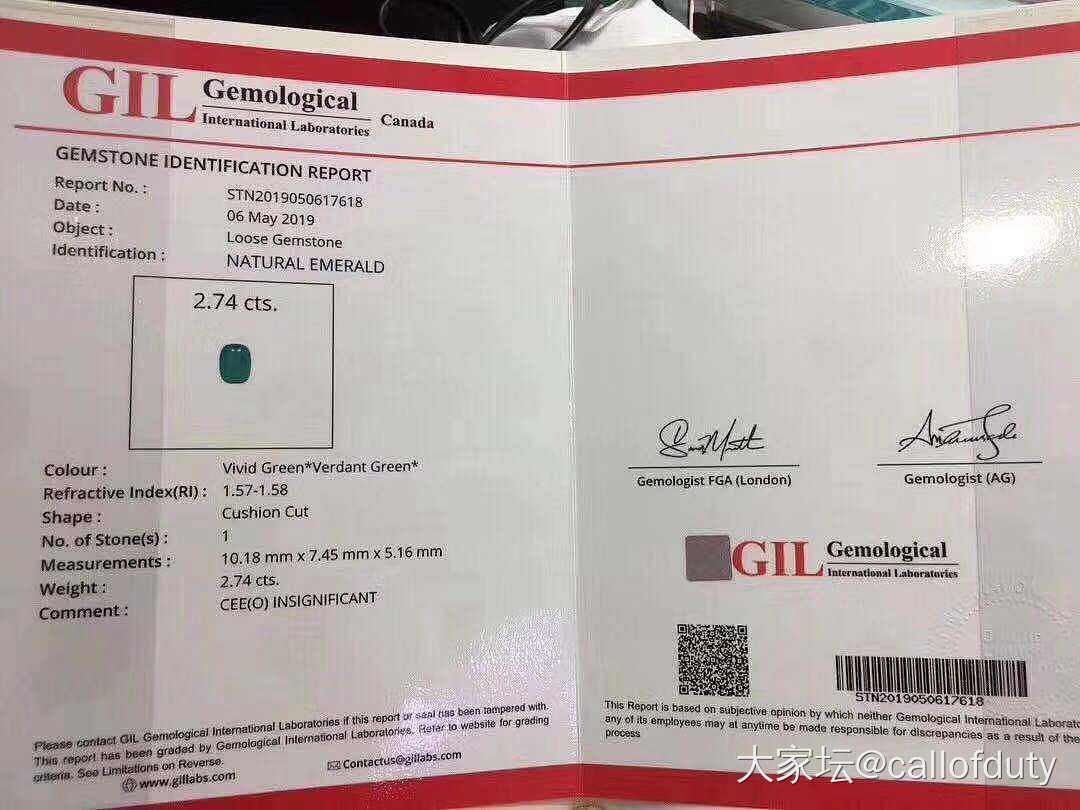 GIL Gemological
International Laboratories Canada
GEMSTONE IDENTIFICATION REPORT
Report No. : STN2019050617618
Date : 06 May 2019
Object : Loose Gemstone
Identification : NATURAL EMERALD
2.74 cts.
Colour : Vivid Green*Verdant Green*
Refractive Index(RI) : 1.57-1.58
Shape : Cushion Cut
No. of Stone(s) : 1
Measurements : 10.18 mm x 7.45 mm x 5.16 mm
Weight : 2.74 cts.
Comment : CEE(O) INSIGNIFICANT
Please contact GIL Gemological International Laboratories if this report or seal has been tampered with.
This report has been graded by Gemological International Laboratories. Refer to website for grading
criteria. See Limitations on Reverse.
www.gillabs.com Contactus@gillabs.com
Gemologist FGA (London)
Gemologist (AG)
GIL Gemological
International Laboratories
STN2019050617618
This Report is based on subjective opinion by which neither Gemological International Laborato
any of its employees may at anytime be made responsible for discrepancies as a result of the
process
大家坛@callofduty